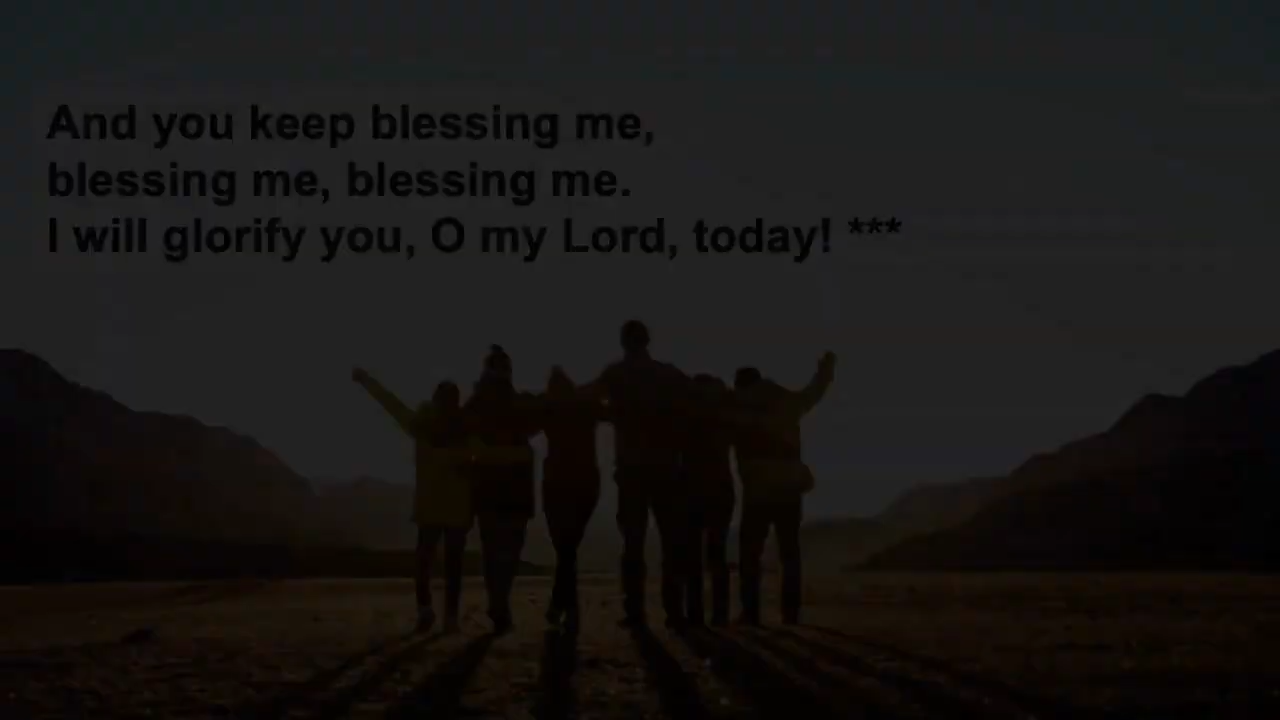 And you keep blessing me,
blessing me, blessing me.
I will glorify you, O my Lord, today! ***